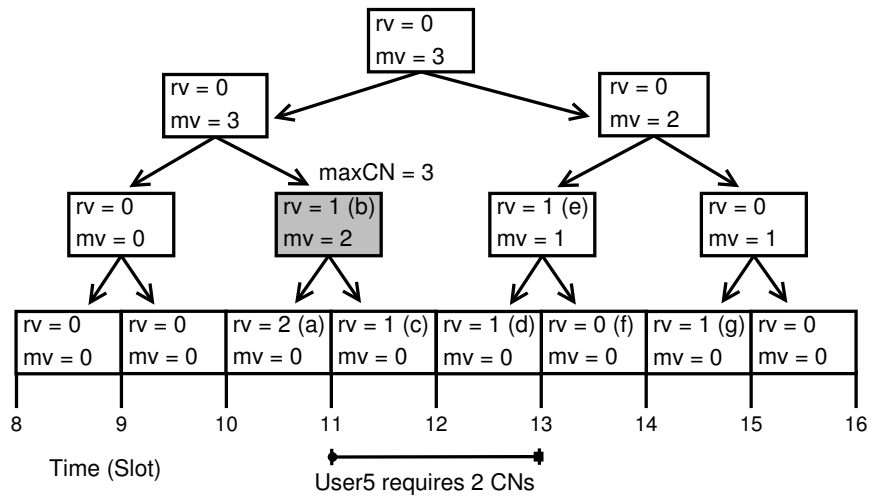 rv = 0
mv = 3
rv = 0
mv = 3
rv = 0
mv = 2
maxCN = 3
rv = 0
mv = 0
rv = 1 (b)
mv = 2
rv = 1 (e)
mv = 1
rv = 0
mv = 1
rv = 0
mv = 0
rv = 0
mv = 0
rv = 2 (a)
mv = 0
rv = 1 (c)
mv = 0
rv = 1 (d)
mv = 0
rv = 0 (f)
mv = 0
rv = 1 (g)
mv = 0
rv = 0
mv = 0
8 9 10 11 12 13 14 15 16
Time (Slot)
User5 requires 2 CNs